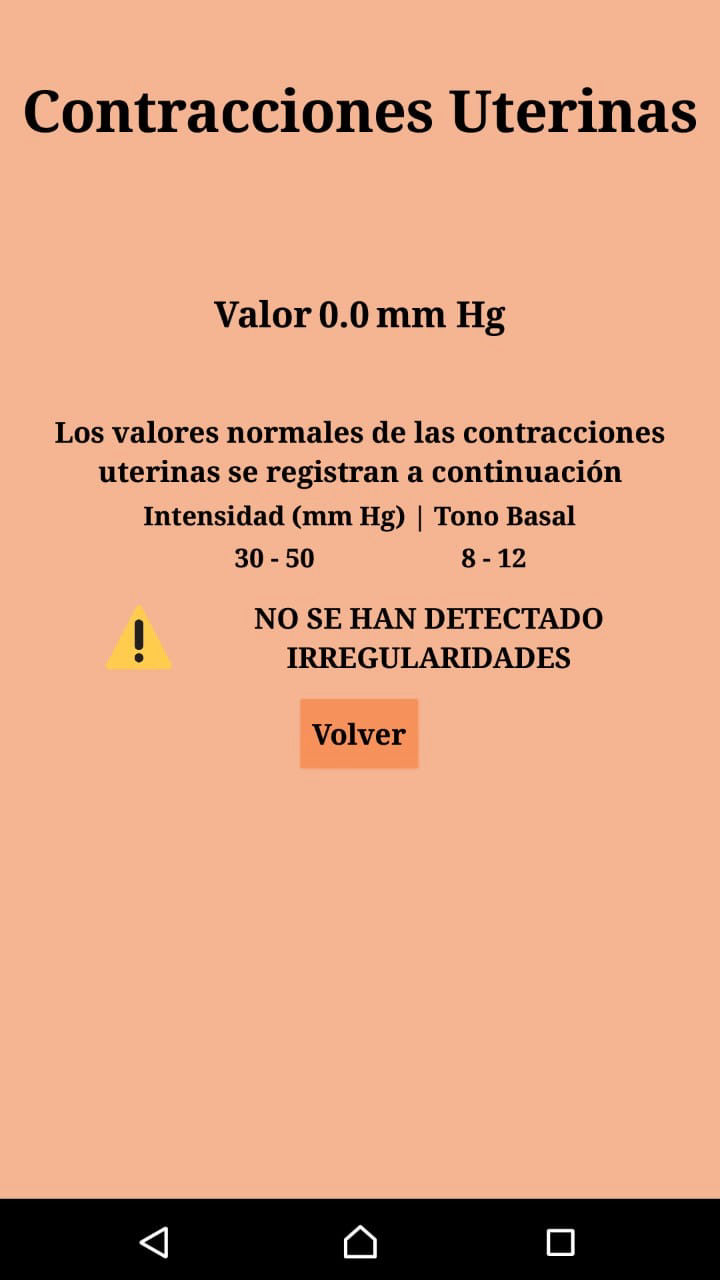 Contracciones Uterinas
Valor 0.0 mm Hg
Los valores normales de las contracciones
uterinas se registran a continuación
Intensidad (mm Hg) | Tono Basal
30 - 50 8 - 12
NO SE HAN DETECTADO
IRREGULARIDADES
Volver